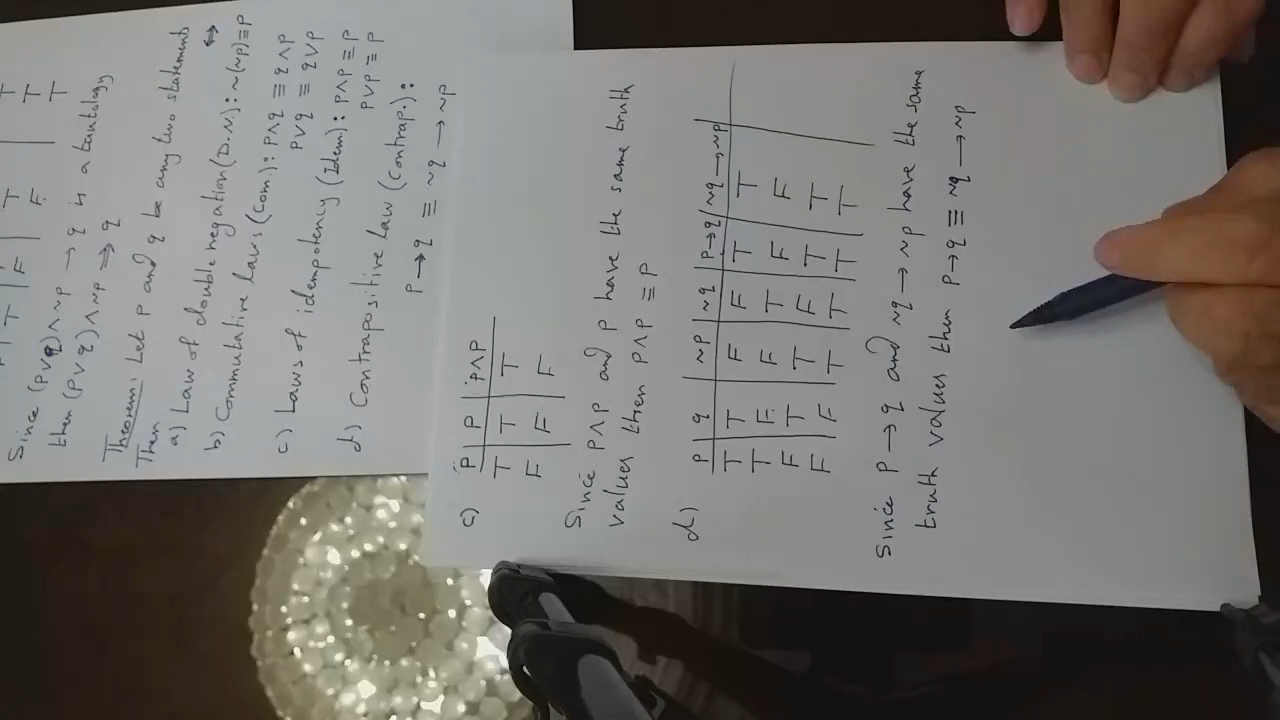 T T
T F T F T
T
Since (p∨q)∧~p → q is a tautology
then (p∨q)∧~p ⇒ q
Theorem: Let p and q be any two statements
Then ↔
a) Law of double negation (D.N): ~(~p)≡p
b) Commutative laws (Com.): p∧q ≡ q∧p
p∨q ≡ q∨p
c) Laws of idempotency (Idem): p∧p ≡ p
p∨p ≡ p
d) Contrapositive law (Contrap.):
p→q ≡ ~q → ~p
c) p | p | p∧p
T | T | T
F | F | F
Since p∧p and p have the same truth
values then p∧p ≡ p
d) p | q | ~p | ~q | p→q | ~q→~p
T | T | F | F | T | T
T | F | F | T | F | F
F | T | T | F | T | T
F | F | T | T | T | T
Since p→q and ~q → ~p have the same
truth values then p→q ≡ ~q → ~p